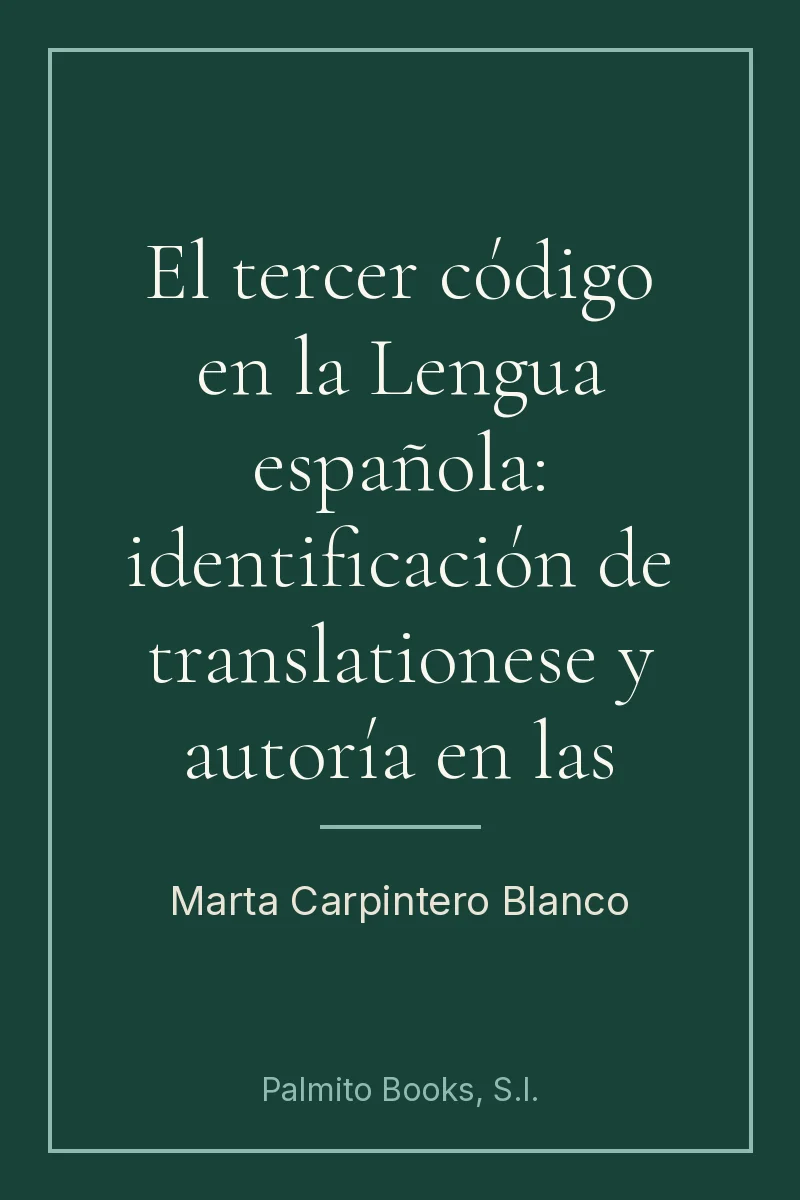 El tercer código
en la Lengua
española:
identificación de
translationese y
autoría en las
Marta Carpintero Blanco
Palmito Books, S.l.